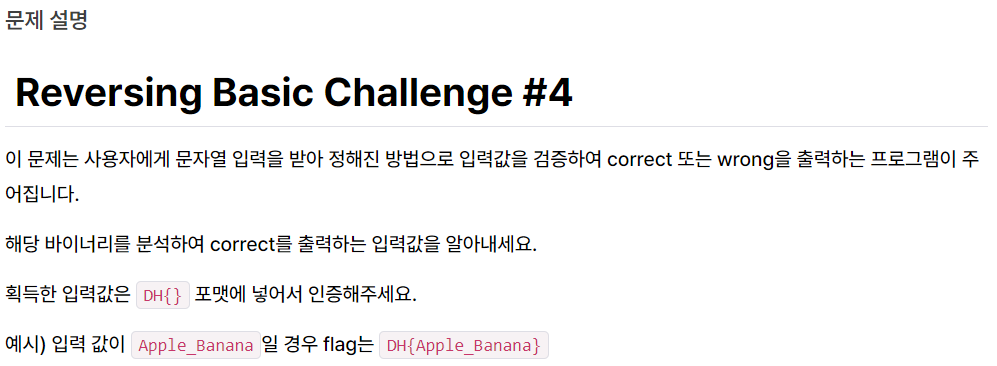 문제 설명
Reversing Basic Challenge #4
이 문제는 사용자에게 문자열 입력을 받아 정해진 방법으로 입력값을 검증하여 correct 또는 wrong을 출력하는 프로그램이 주
어집니다.
해당 바이너리를 분석하여 correct를 출력하는 입력값을 알아내세요.
획득한 입력값은 DH{} 포맷에 넣어서 인증해주세요.
예시) 입력 값이 Apple_Banana일 경우 flag는 DH{Apple_Banana}